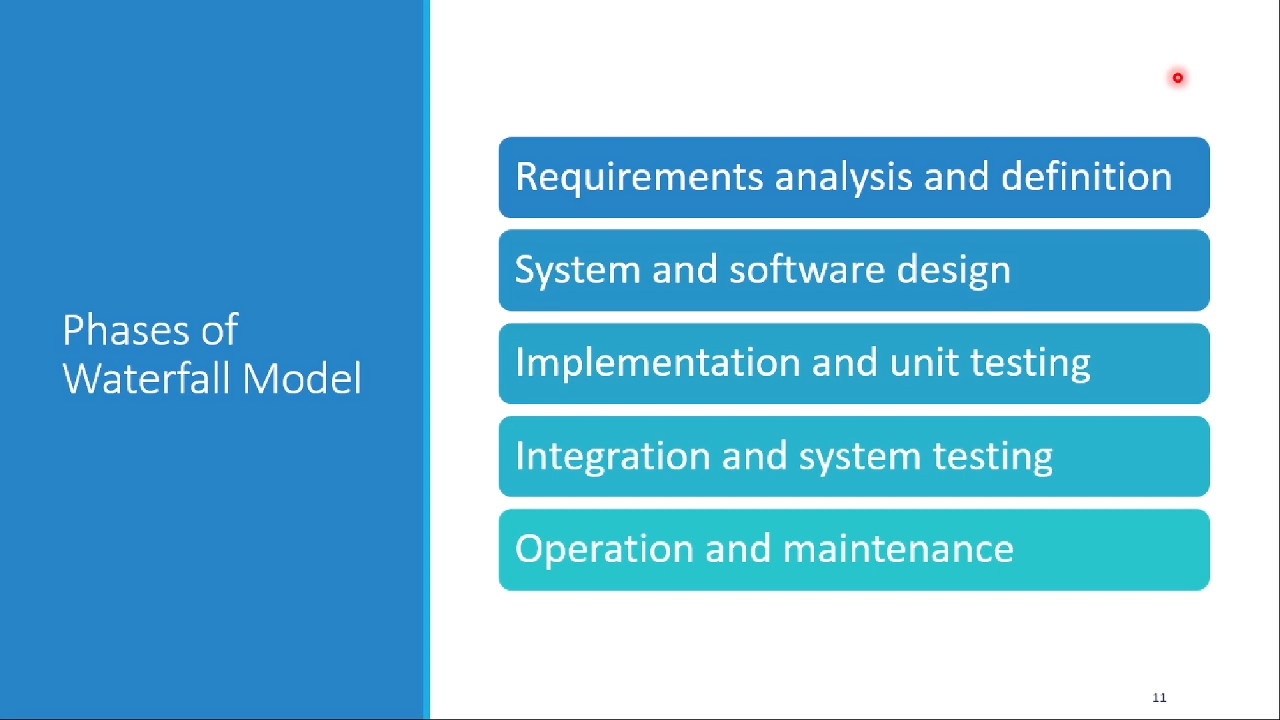 Phases of
Waterfall Model
Requirements analysis and definition
System and software design
Implementation and unit testing
Integration and system testing
Operation and maintenance
11